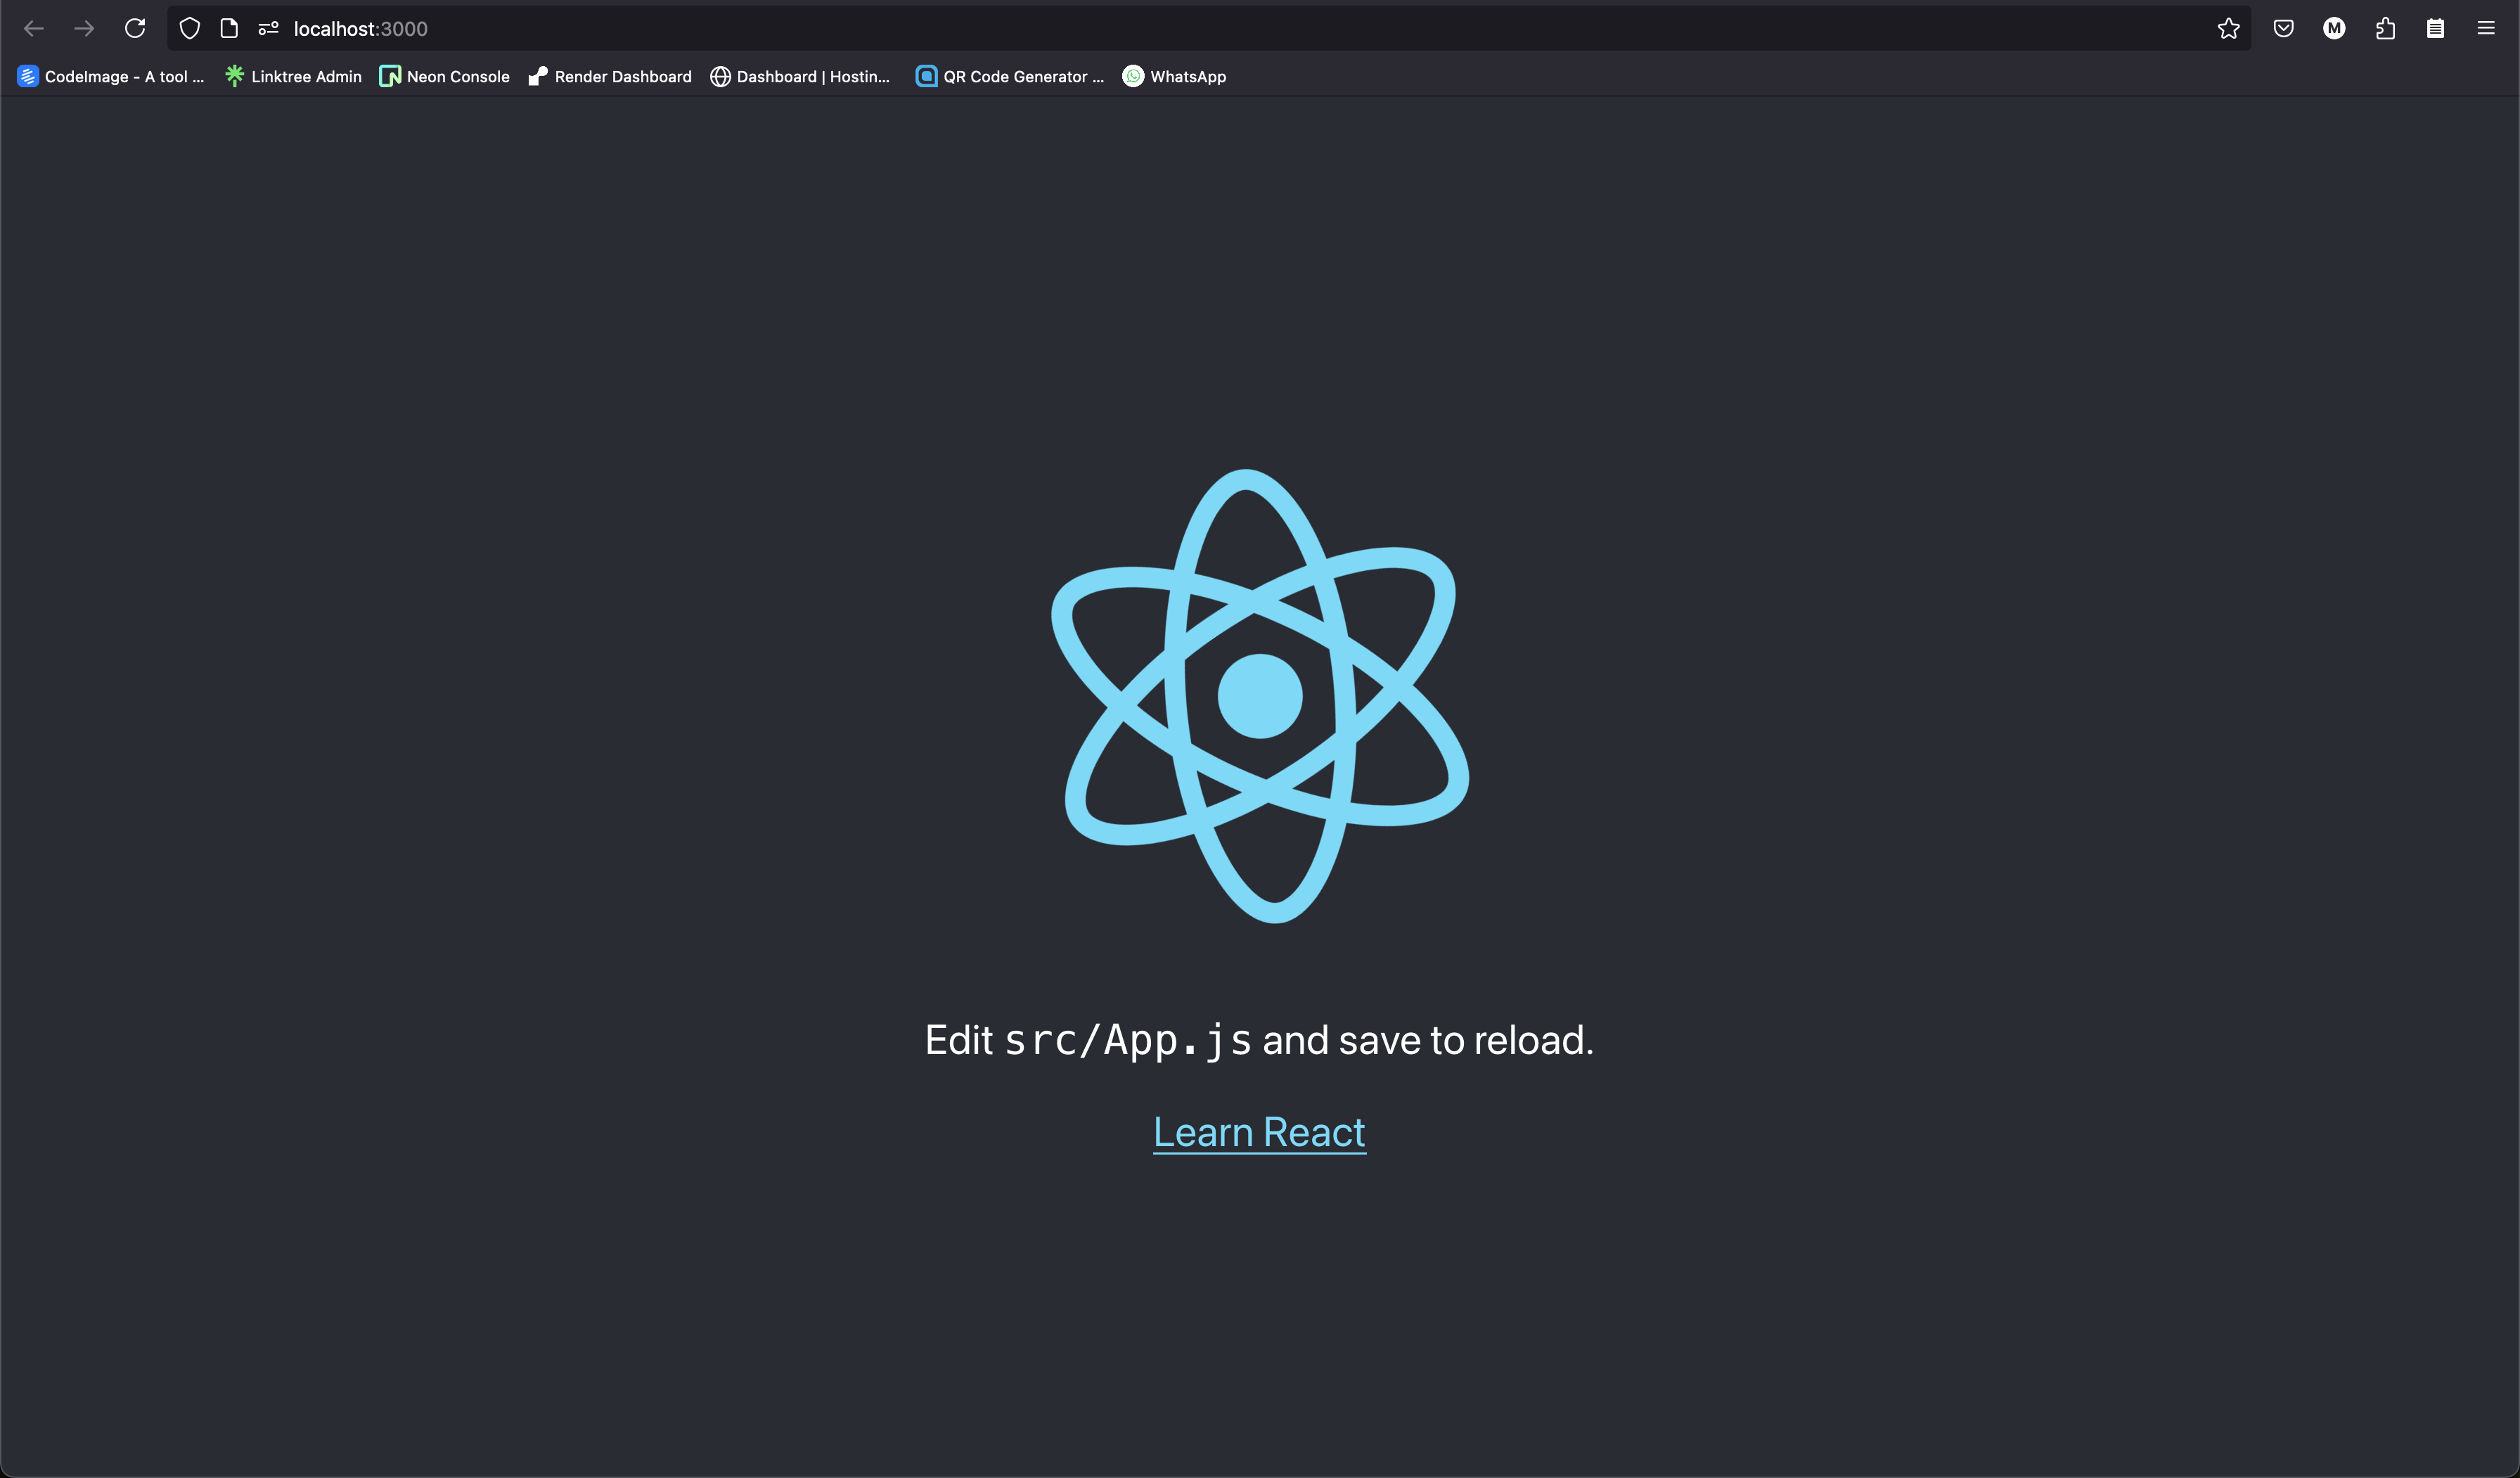 localhost:3000
M
CodeImage - A tool ...
Linktree Admin
Neon Console
Render Dashboard
Dashboard | Hostin...
QR Code Generator ...
WhatsApp
Edit src/App.js and save to reload.
Learn React